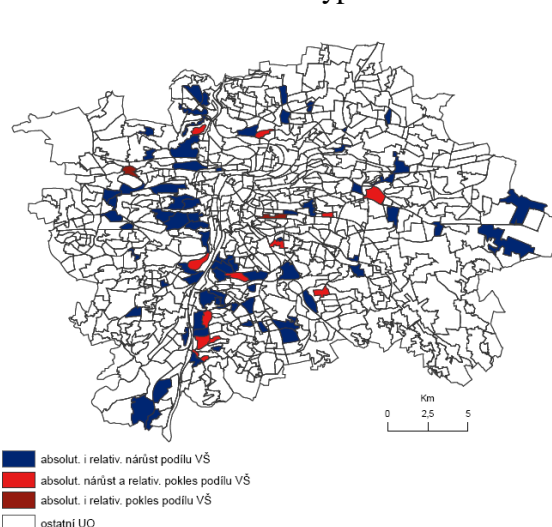 Km
0 2,5 5
absolut. i relativ. nárůst podílu VŠ
absolut. nárůst a relativ. pokles podílu VŠ
absolut. i relativ. pokles podílu VŠ
ostatní UO